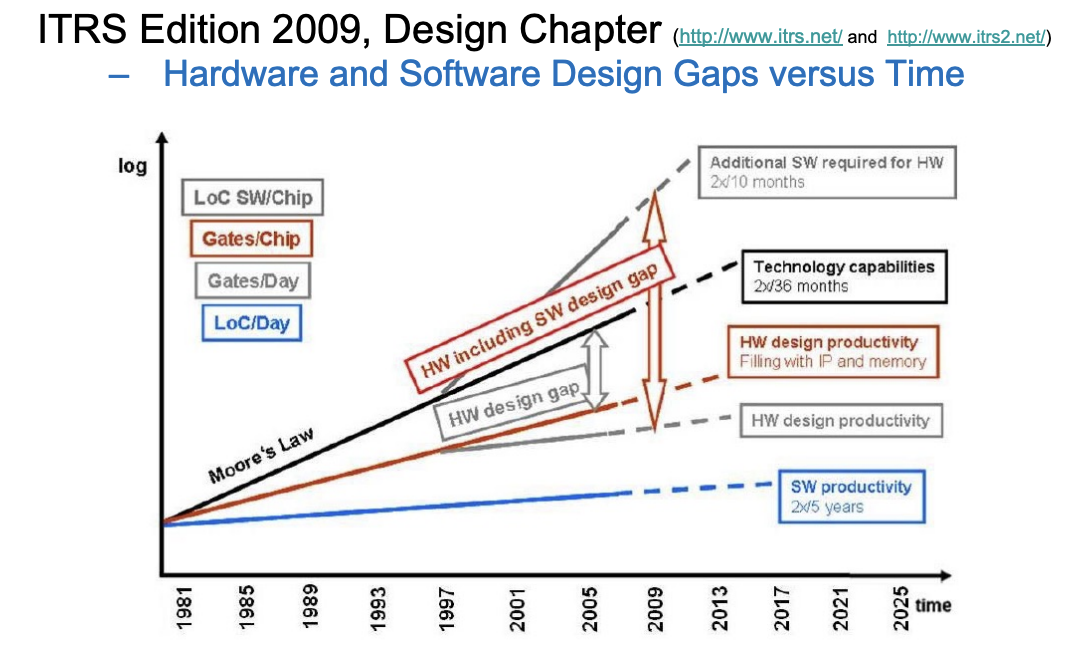 ITRS Edition 2009, Design Chapter (http://www.itrs.net/ and http://www.itrs2.net/)
– Hardware and Software Design Gaps versus Time
log
LoC SW/Chip
Gates/Chip
Gates/Day
LoC/Day
Additional SW required for HW
2x/10 months
Technology capabilities
2x/36 months
HW design productivity
Filling with IP and memory
HW design productivity
SW productivity
2x/5 years
HW including SW design gap
HW design gap
Moore's Law
1981
1985
1989
1993
1997
2001
2005
2009
2013
2017
2021
2025
time